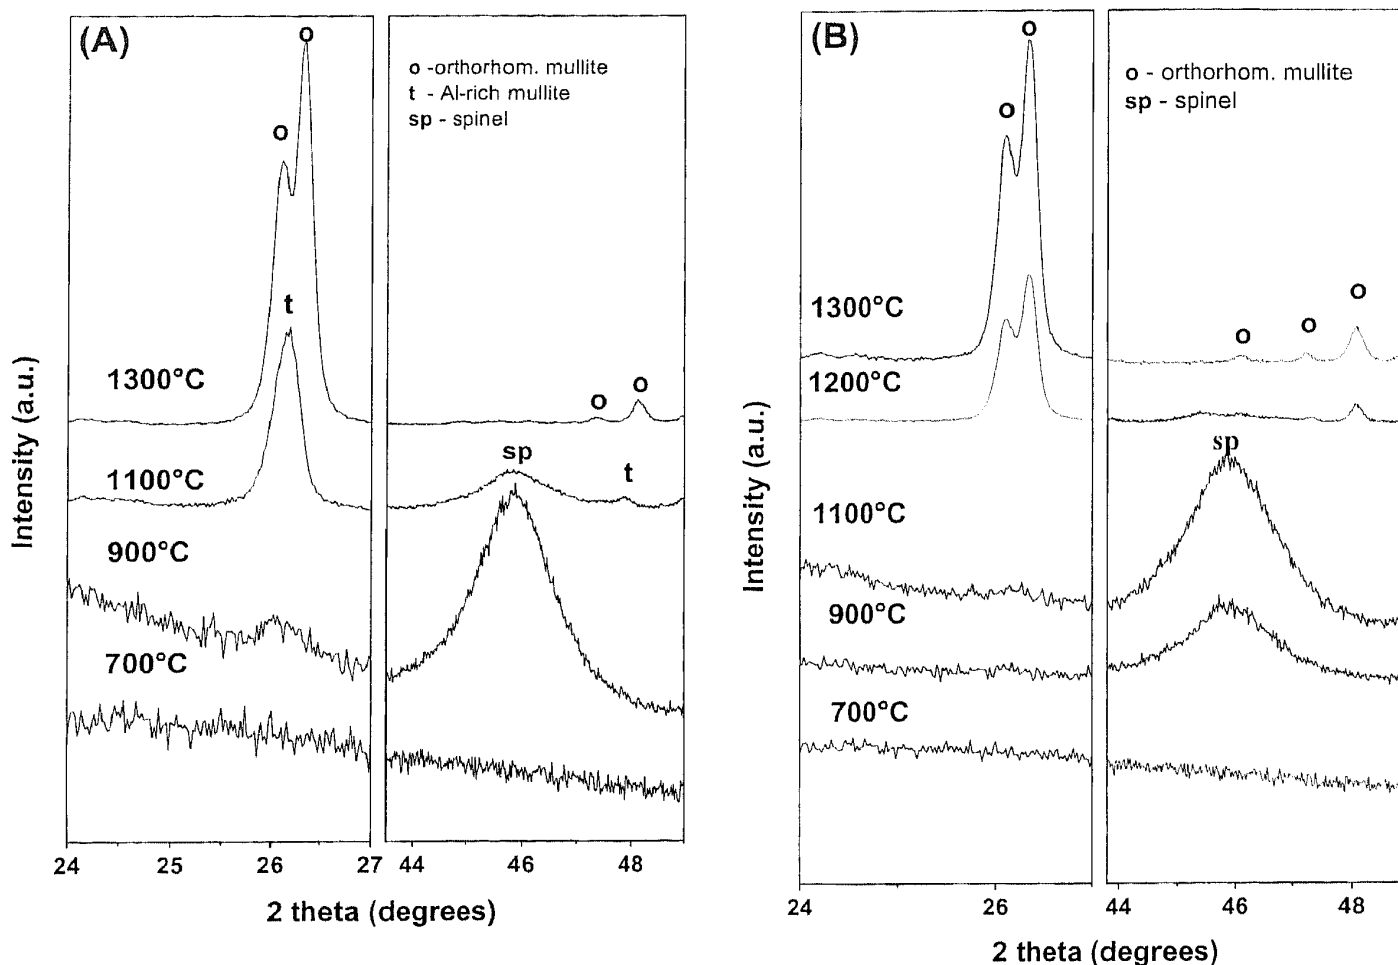 (A)
o
o
o -orthorhom. mullite
t - Al-rich mullite
sp - spinel
t
1300°C
o
o
1100°C
sp
t
900°C
700°C
Intensity (a.u.)
24 25 26 27 44 46 48
2 theta (degrees)
(B)
o
o
o - orthorhom. mullite
sp - spinel
1300°C
o
o
o
1200°C
sp
1100°C
900°C
700°C
Intensity (a.u.)
24 26 44 46 48
2 theta (degrees)